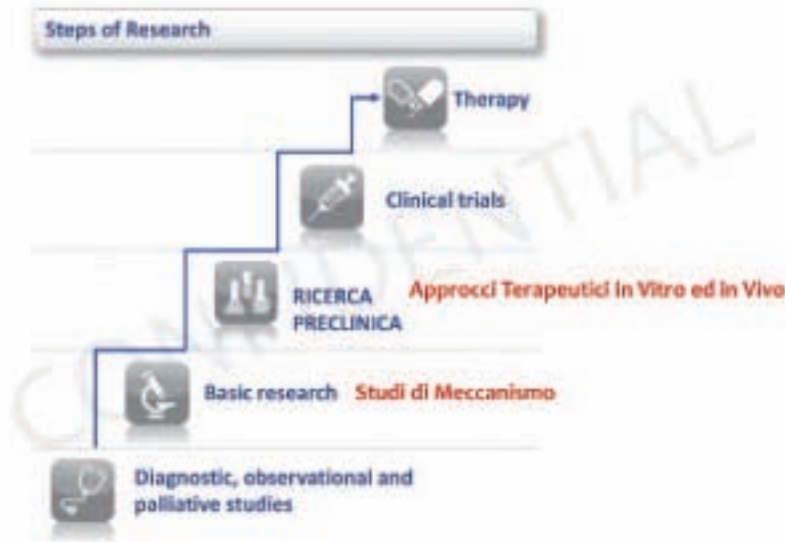 Steps of Research
Therapy
Clinical trials
RICERCA
PRECLINICA
Approcci Terapeutici in Vitro ed in Vivo
Basic research
Studi di Meccanismo
Diagnostic, observational and
palliative studies
CONFIDENTIAL